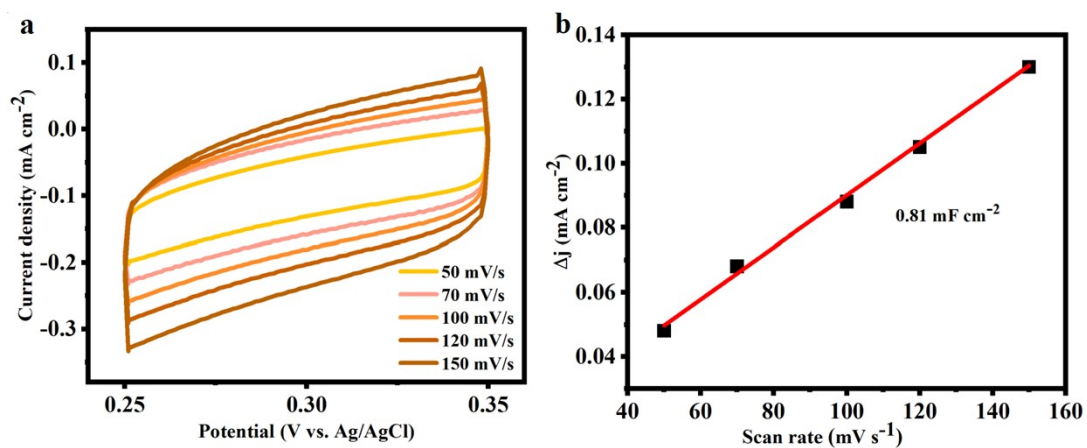 a
0.1
0.0
-0.1
-0.2
-0.3
Current density (mA cm⁻²)
50 mV/s
70 mV/s
100 mV/s
120 mV/s
150 mV/s
0.25 0.30 0.35
Potential (V vs. Ag/AgCl)
b
0.14
0.12
0.10
0.08
0.06
0.04
Δj (mA cm⁻²)
0.81 mF cm⁻²
40 60 80 100 120 140 160
Scan rate (mV s⁻¹)